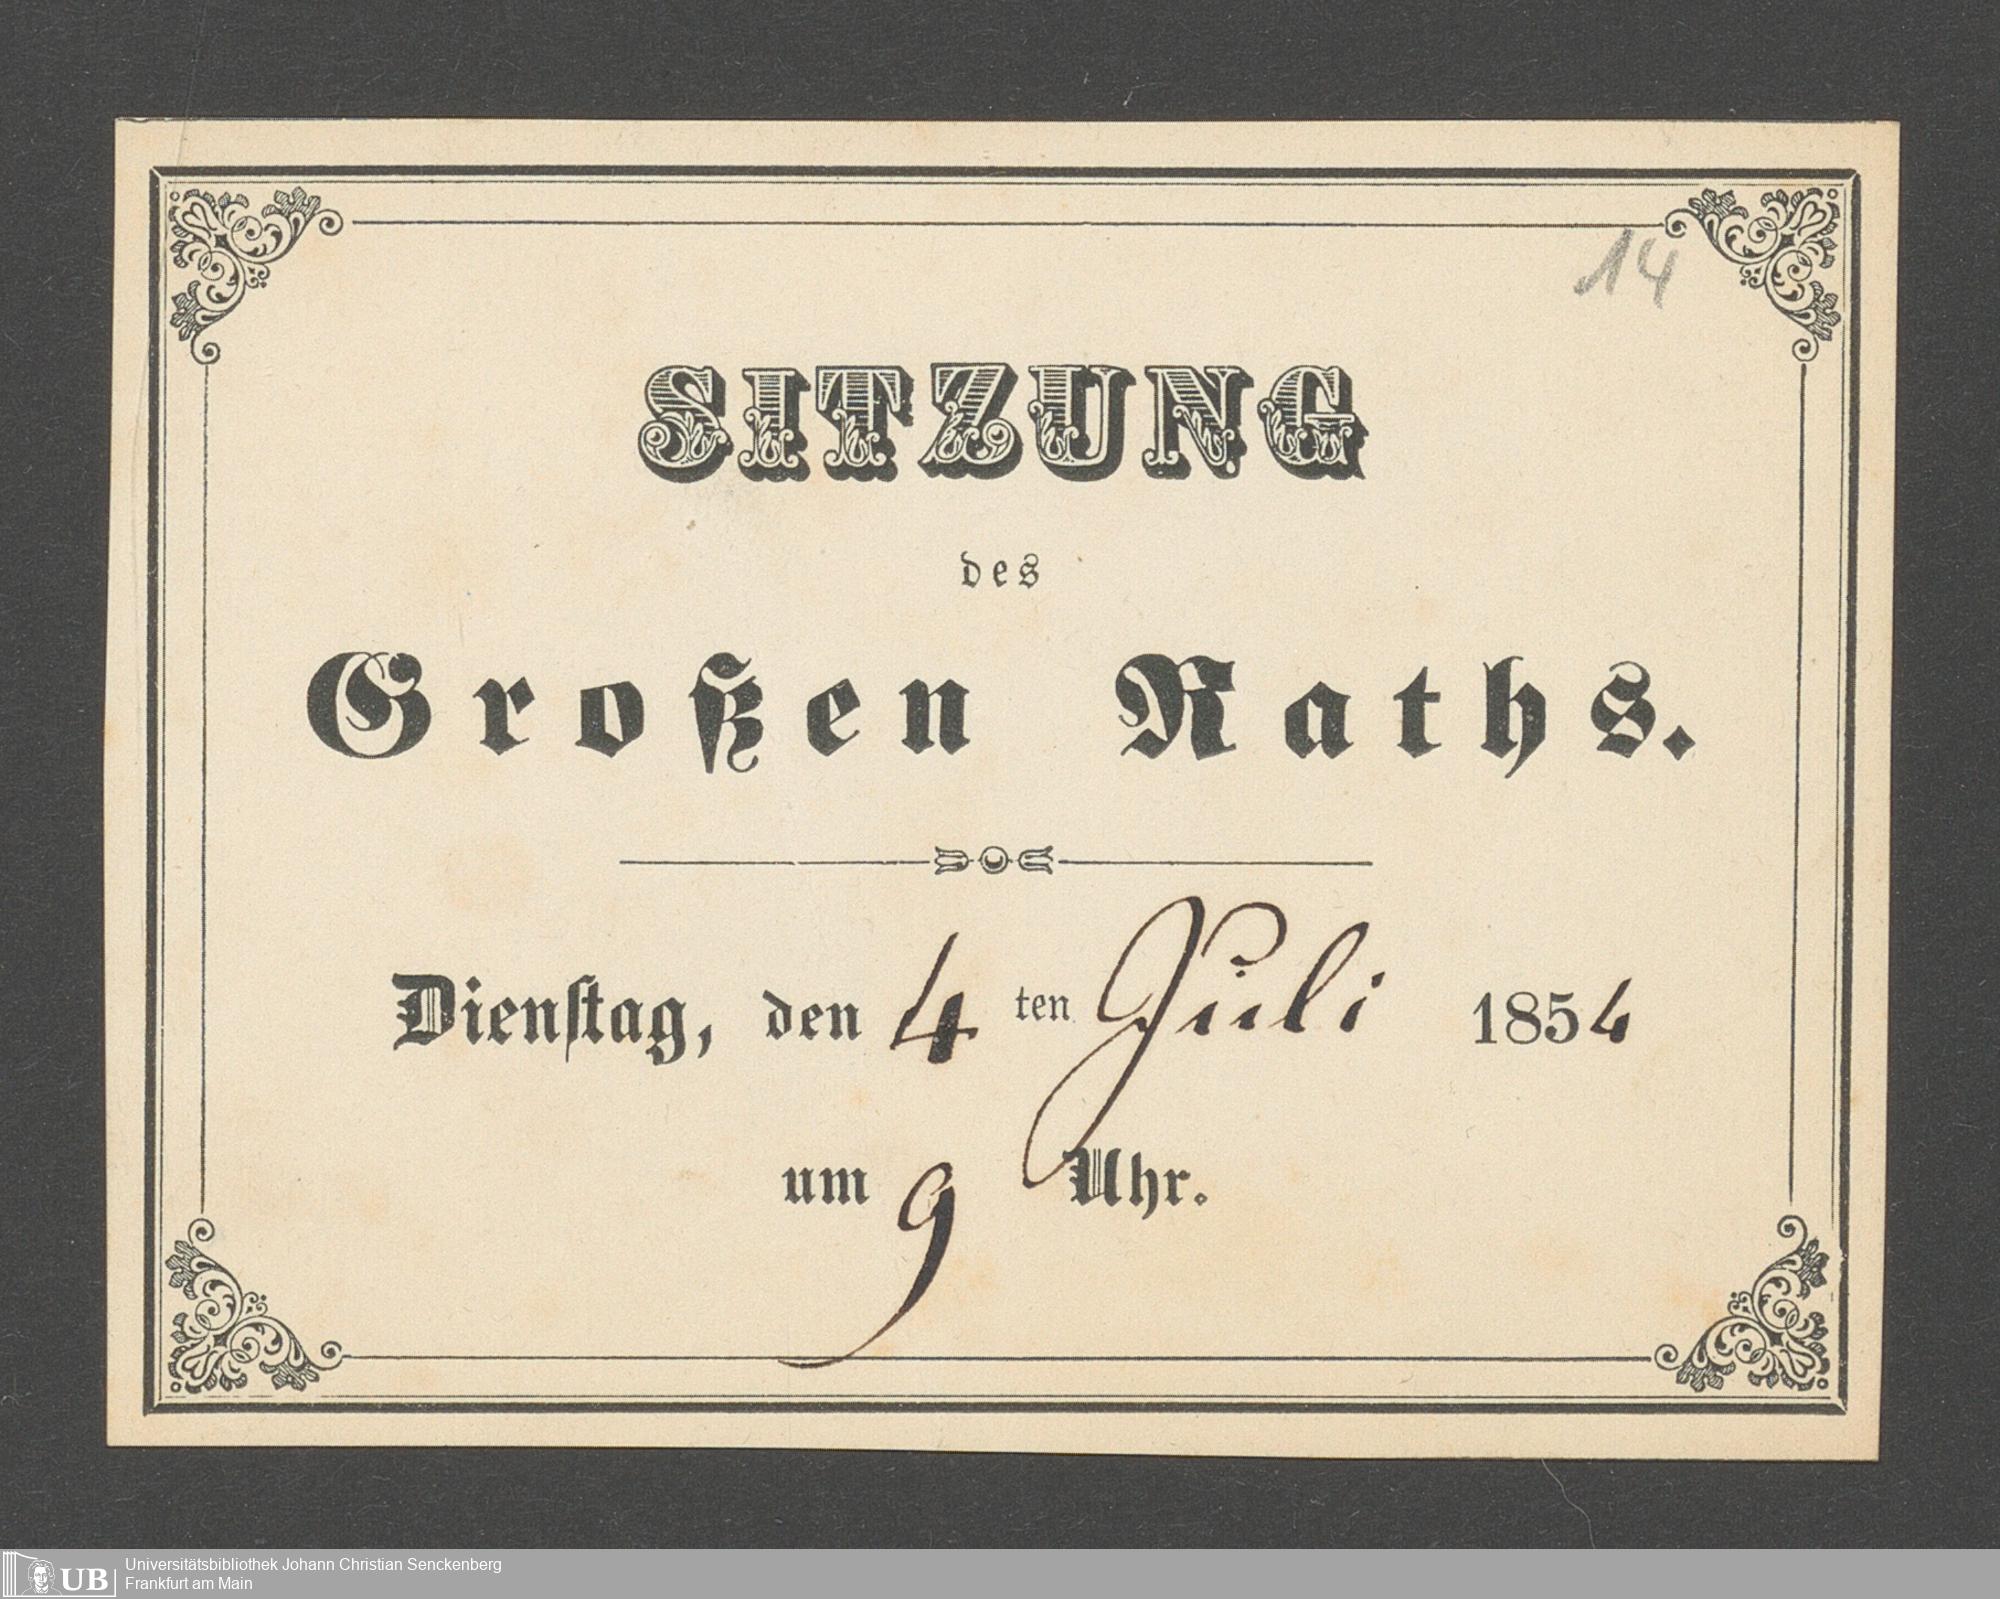 14
SITZUNG
des
Großen Raths.
Dienstag, den 4 ten Juli 1854
um 9 Uhr.
UB
Universitätsbibliothek Johann Christian Senckenberg
Frankfurt am Main